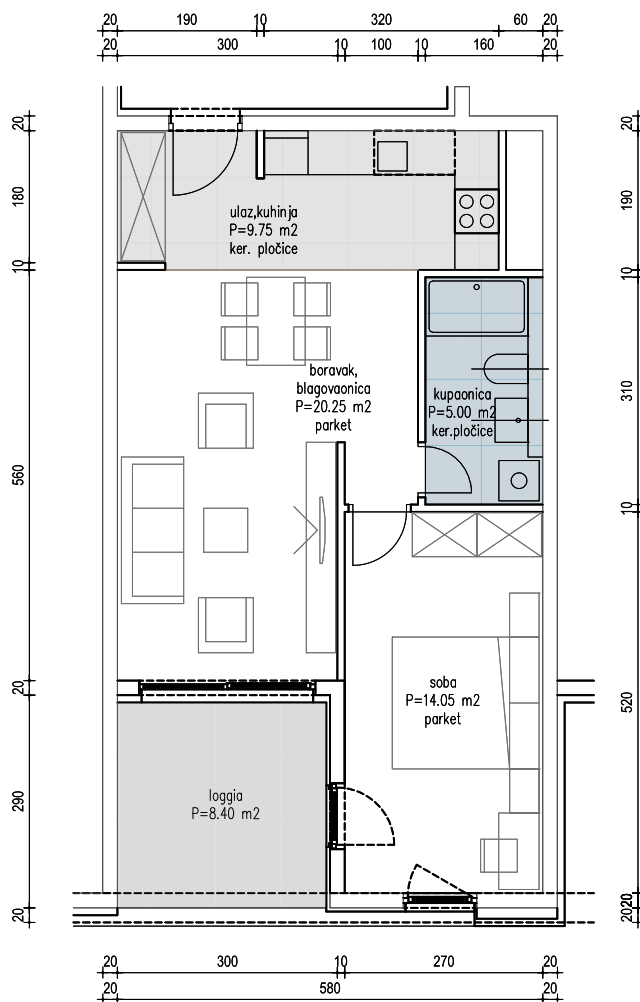 20 190 10 320 60 20
20 300 10 100 10 160 20
20
180
10
560
20
290
20
20
190
10
310
10
520
2020
ulaz,kuhinja
P=9.75 m2
ker. pločice
boravak,
blagovaonica
P=20.25 m2
parket
kupaonica
P=5.00 m2
ker.pločice
soba
P=14.05 m2
parket
loggia
P=8.40 m2
20 300 10 270 20
20 580 20